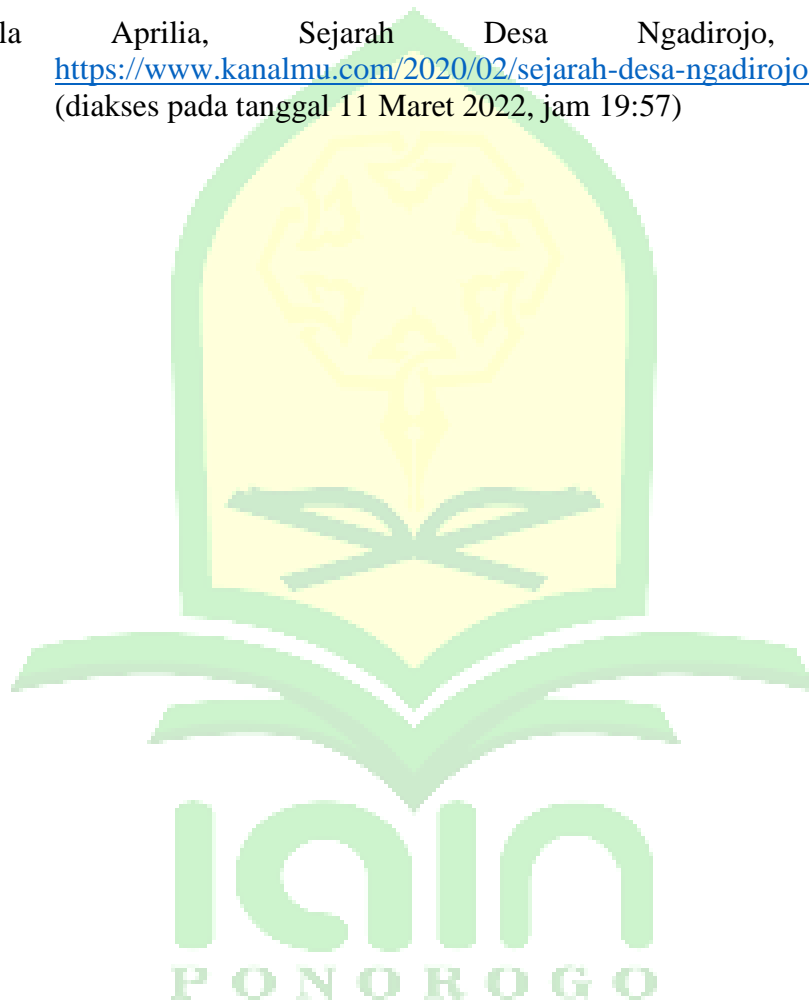 la Aprilia, Sejarah Desa Ngadirojo,
https://www.kanalmu.com/2020/02/sejarah-desa-ngadirojo
(diakses pada tanggal 11 Maret 2022, jam 19:57)
iain
PONOROGO